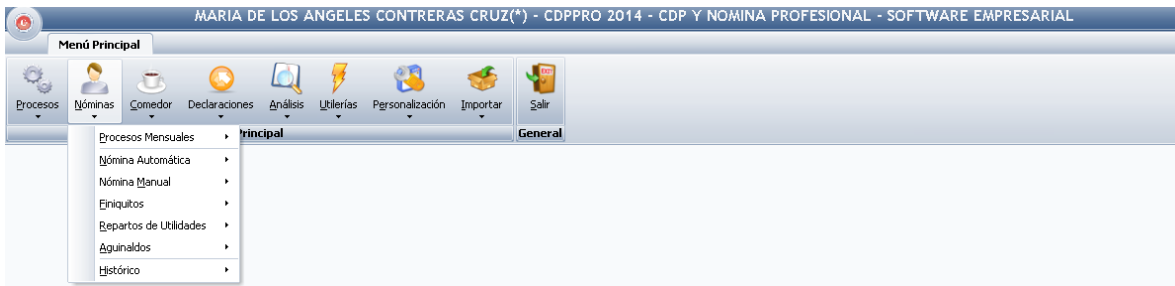 MARIA DE LOS ANGELES CONTRERAS CRUZ(*) - CDPPRO 2014 - CDP Y NOMINA PROFESIONAL - SOFTWARE EMPRESARIAL
Menú Principal
Procesos Nóminas Comedor Declaraciones Análisis Utilerías Personalización Importar Salir
Principal General
Procesos Mensuales
Nómina Automática
Nómina Manual
Finiquitos
Repartos de Utilidades
Aguinaldos
Histórico